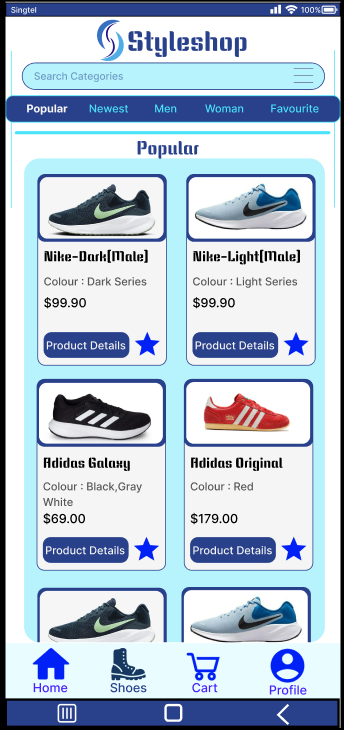 Singtel 100%
Styleshop
Search Categories
Popular Newest Men Woman Favourite
Popular
Nike-Dark[Male]
Colour : Dark Series
$99.90
Product Details
Nike-Light[Male]
Colour : Light Series
$99.90
Product Details
Adidas Galaxy
Colour : Black,Gray
White
$69.00
Product Details
Adidas Original
Colour : Red
$179.00
Product Details
Home Shoes Cart Profile